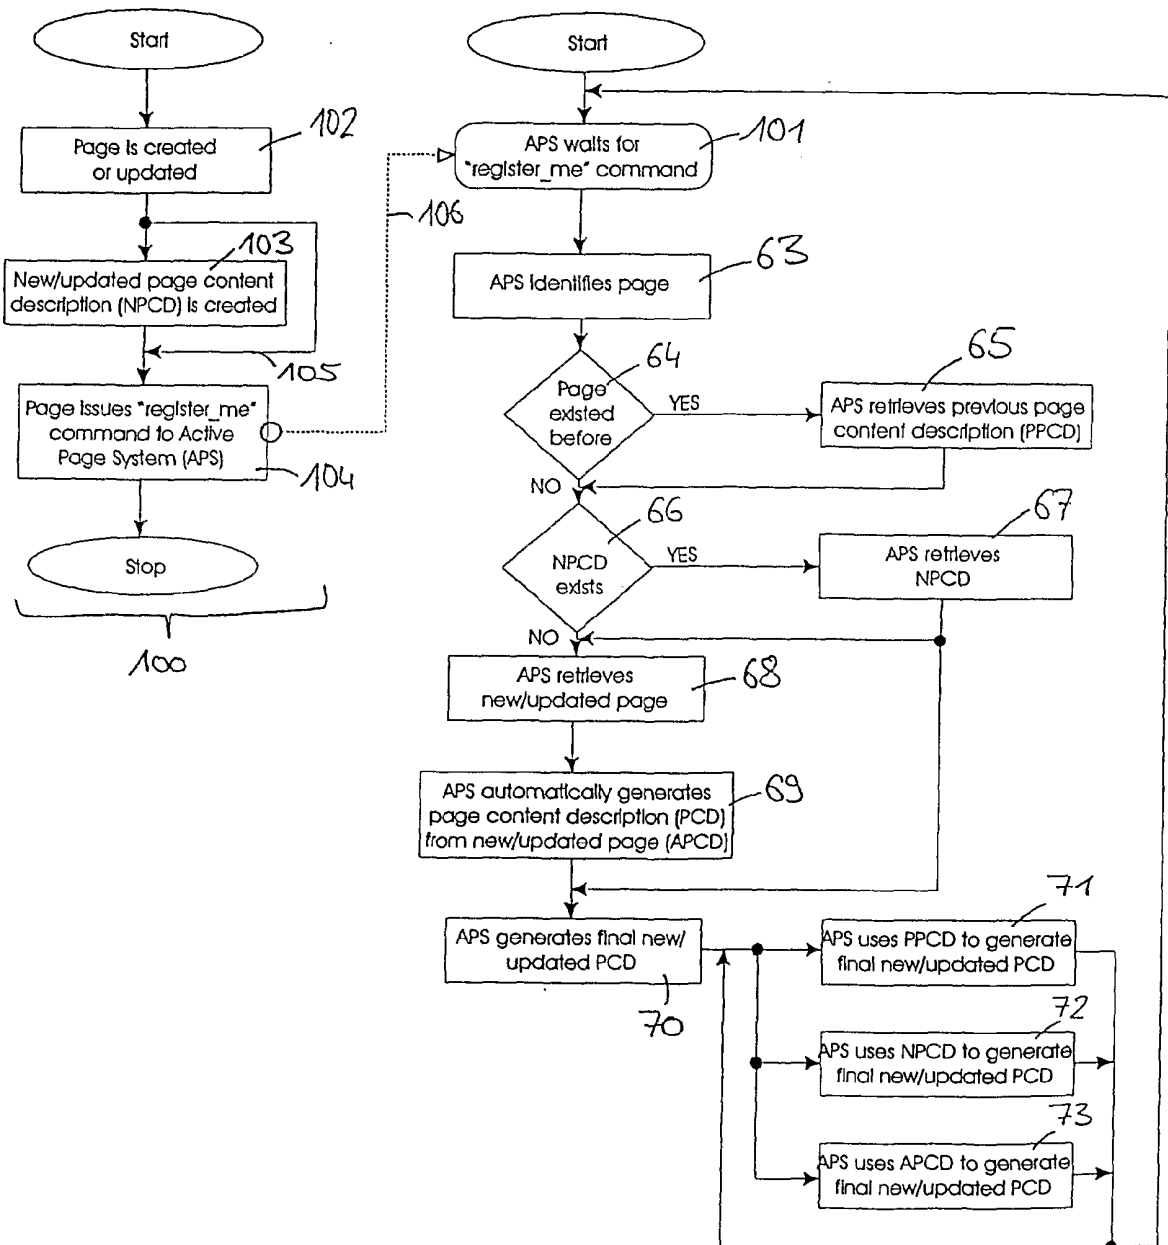 Start
102
Page is created
or updated
103
New/updated page content
description (NPCD) is created
105
Page issues "register_me"
command to Active
Page System (APS)
104
Stop
100
106
Start
101
APS waits for
"register_me" command
63
APS identifies page
64
Page
existed
before
YES
65
APS retrieves previous page
content description (PPCD)
NO
66
NPCD
exists
YES
67
APS retrieves
NPCD
NO
APS retrieves
new/updated page
68
APS automatically generates
page content description (PCD)
from new/updated page (APCD)
69
APS generates final new/
updated PCD
70
71
APS uses PPCD to generate
final new/updated PCD
72
APS uses NPCD to generate
final new/updated PCD
73
APS uses APCD to generate
final new/updated PCD